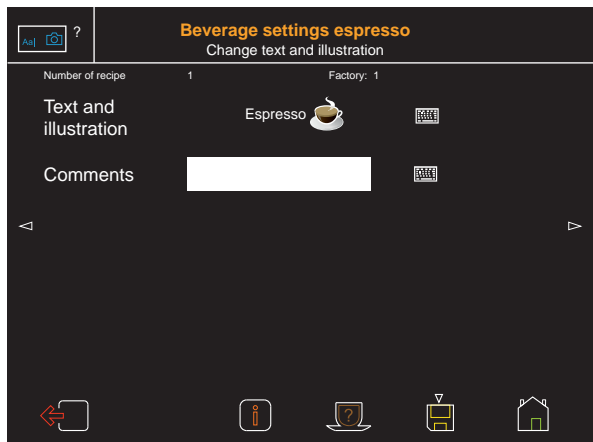 Aa| ?
Beverage settings espresso
Change text and illustration
Number of recipe 1 Factory: 1
Text and
illustration
Espresso
Comments
i
?